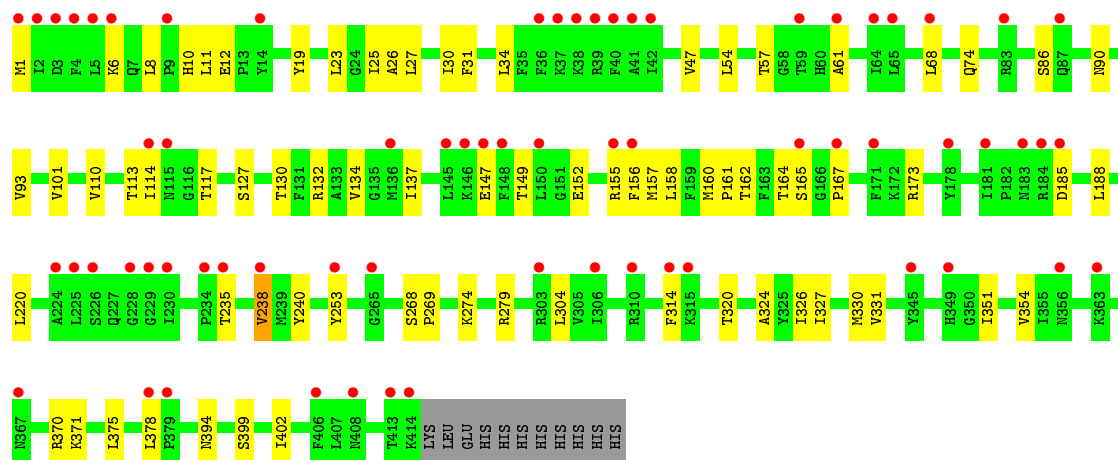 M1 I2 D3 F4 L5 K6 Q7 L8 P9 H10 L11 E12 P13 Y14 Y19 L23 G24 I25 A26 L27 I30 F31 L34 F35 F36 K37 K38 R39 F40 A41 I42 V47 L54 T57 G58 T59 H60 A61 I64 L65 L68 Q74 R83 S86 Q87 N90
V93 V101 V110 T113 I114 N115 G116 T117 S127 T130 F131 R132 A133 V134 G135 M136 I137 L145 K146 E147 F148 T149 L150 G151 E152 R155 F156 M157 L158 F159 M160 P161 T162 F163 T164 S165 G166 P167 F171 K172 R173 Y178 I181 P182 N183 R184 D185 L188
L220 A224 L225 S226 Q227 G228 G229 I230 P234 T235 V238 M239 Y240 Y253 G265 S268 P269 K274 R279 R303 L304 V305 I306 R310 F314 K315 T320 A324 Y325 I326 I327 M330 V331 Y345 H349 G350 I351 V354 I355 N356 K363
N367 R370 K371 L375 L378 P379 N394 S399 I402 F406 L407 N408 T413 K414 LYS LEU GLU HIS HIS HIS HIS HIS HIS HIS HIS